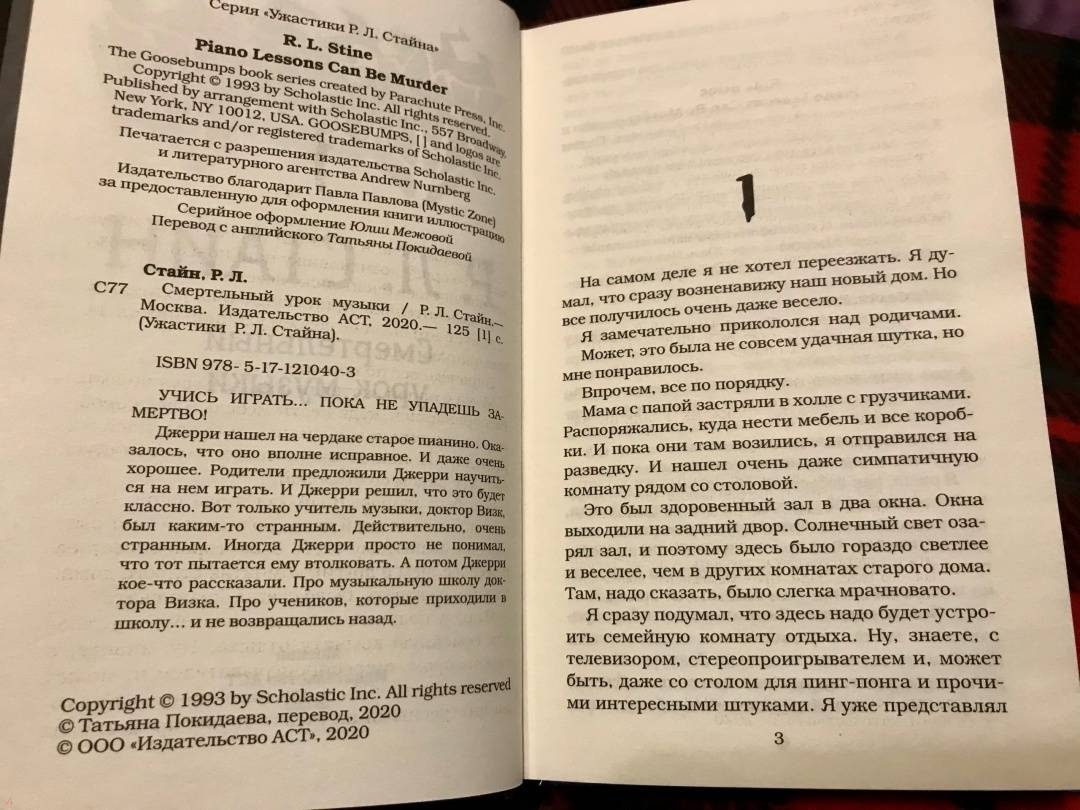 Серия «Ужастики Р. Л. Стайна»
R. L. Stine
Piano Lessons Can Be Murder
The Goosebumps book series created by Parachute Press, Inc.
Copyright © 1993 by Scholastic Inc. All rights reserved.
Published by arrangement with Scholastic Inc., 557 Broadway,
New York, NY 10012, USA. GOOSEBUMPS, [ ] and logos are
trademarks and/or registered trademarks of Scholastic Inc.
Печатается с разрешения издательства Scholastic Inc.
и литературного агентства Andrew Nurnberg
Издательство благодарит Павла Павлова (Mystic Zone)
за предоставленную для оформления книги иллюстрацию
Серийное оформление Юлии Межовой
Перевод с английского Татьяны Покидаевой
Стайн, Р. Л.
С77 Смертельный урок музыки / Р. Л. Стайн.—
Москва. Издательство АСТ, 2020.— 125 [1] с.
(Ужастики Р. Л. Стайна).
ISBN 978- 5-17-121040-3
УЧИСЬ ИГРАТЬ... ПОКА НЕ УПАДЕШЬ ЗА-
МЕРТВО!
Джерри нашел на чердаке старое пианино. Ока-
залось, что оно вполне исправное. И даже очень
хорошее. Родители предложили Джерри научить-
ся на нем играть. И Джерри решил, что это будет
классно. Вот только учитель музыки, доктор Визк,
был каким-то странным. Действительно, очень
странным. Иногда Джерри просто не понимал,
что тот пытается ему втолковать. А потом Джерри
кое-что рассказали. Про музыкальную школу док-
тора Визка. Про учеников, которые приходили в
школу... и не возвращались назад.
Copyright © 1993 by Scholastic Inc. All rights reserved
© Татьяна Покидаева, перевод, 2020
© ООО «Издательство АСТ», 2020
1
На самом деле я не хотел переезжать. Я ду-
мал, что сразу возненавижу наш новый дом. Но
все получилось очень даже весело.
Я замечательно прикололся над родичами.
Может, это была не совсем удачная шутка, но
мне понравилось.
Впрочем, все по порядку.
Мама с папой застряли в холле с грузчиками.
Распоряжались, куда нести мебель и все короб-
ки. И пока они там возились, я отправился на
разведку. И нашел очень даже симпатичную
комнату рядом со столовой.
Это был здоровенный зал в два окна. Окна
выходили на задний двор. Солнечный свет оза-
рял зал, и поэтому здесь было гораздо светлее
и веселее, чем в других комнатах старого дома.
Там, надо сказать, было слегка мрачновато.
Я сразу подумал, что здесь надо будет устро-
ить семейную комнату отдыха. Ну, знаете, с
телевизором, стереопроигрывателем и, может
быть, даже со столом для пинг-понга и прочи-
ми интересными штуками. Я уже представлял
3